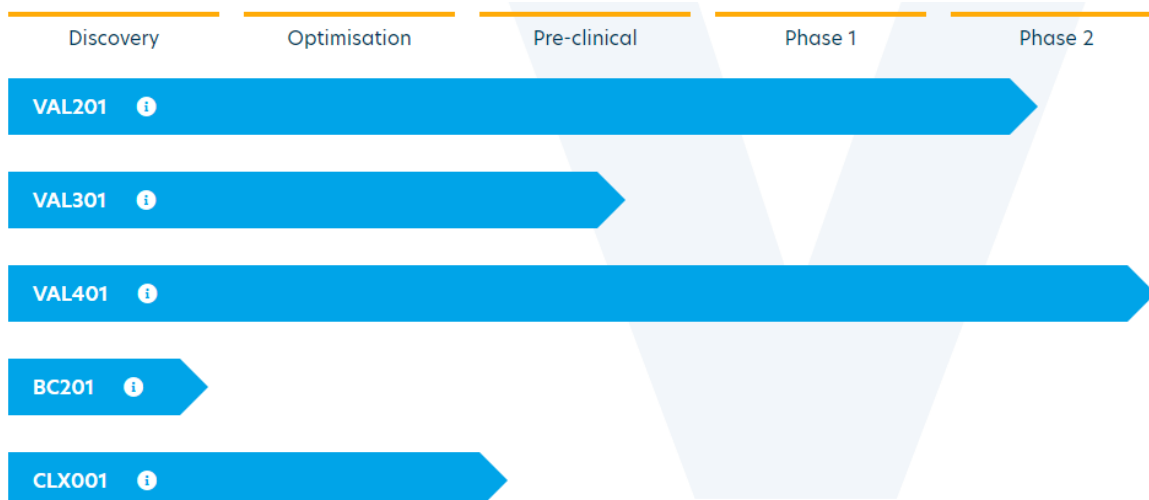 Discovery Optimisation Pre-clinical Phase 1 Phase 2
VAL201
VAL301
VAL401
BC201
CLX001